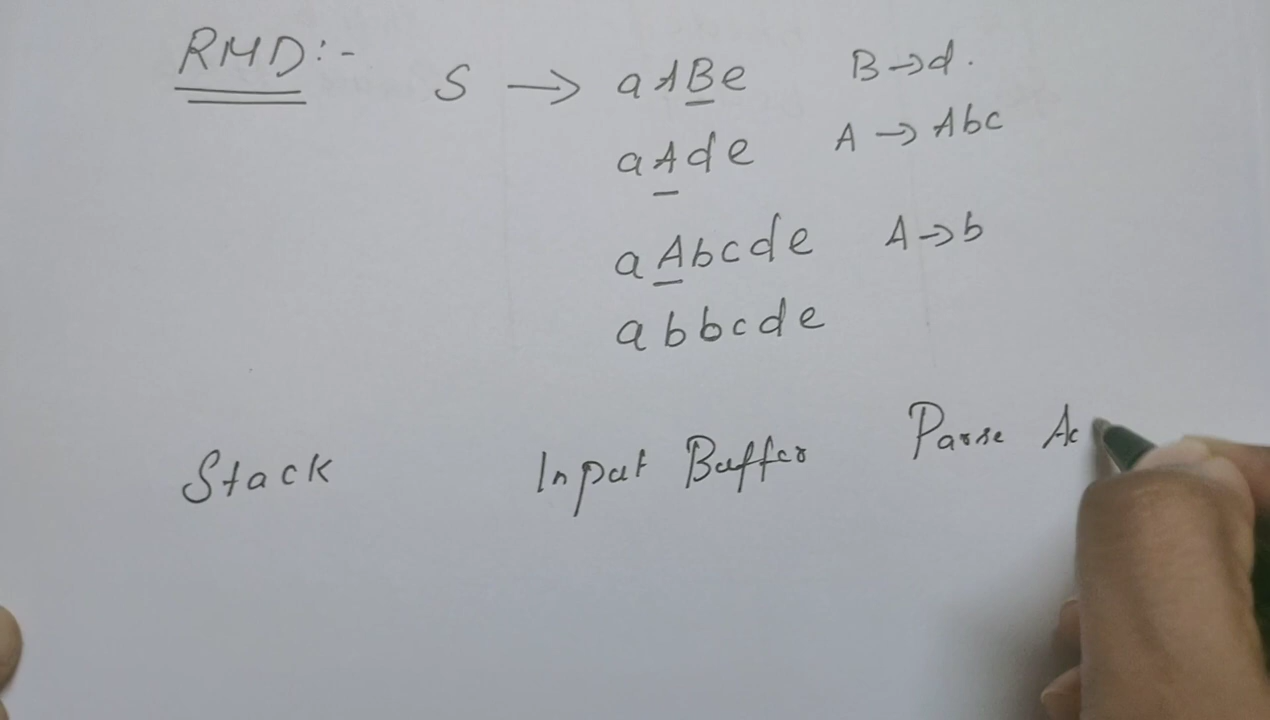 RMD:-
S → aABe B→d.
aAde A → Abc
aAbcde A→b
abbcde
Stack Input Buffer Parse Ac